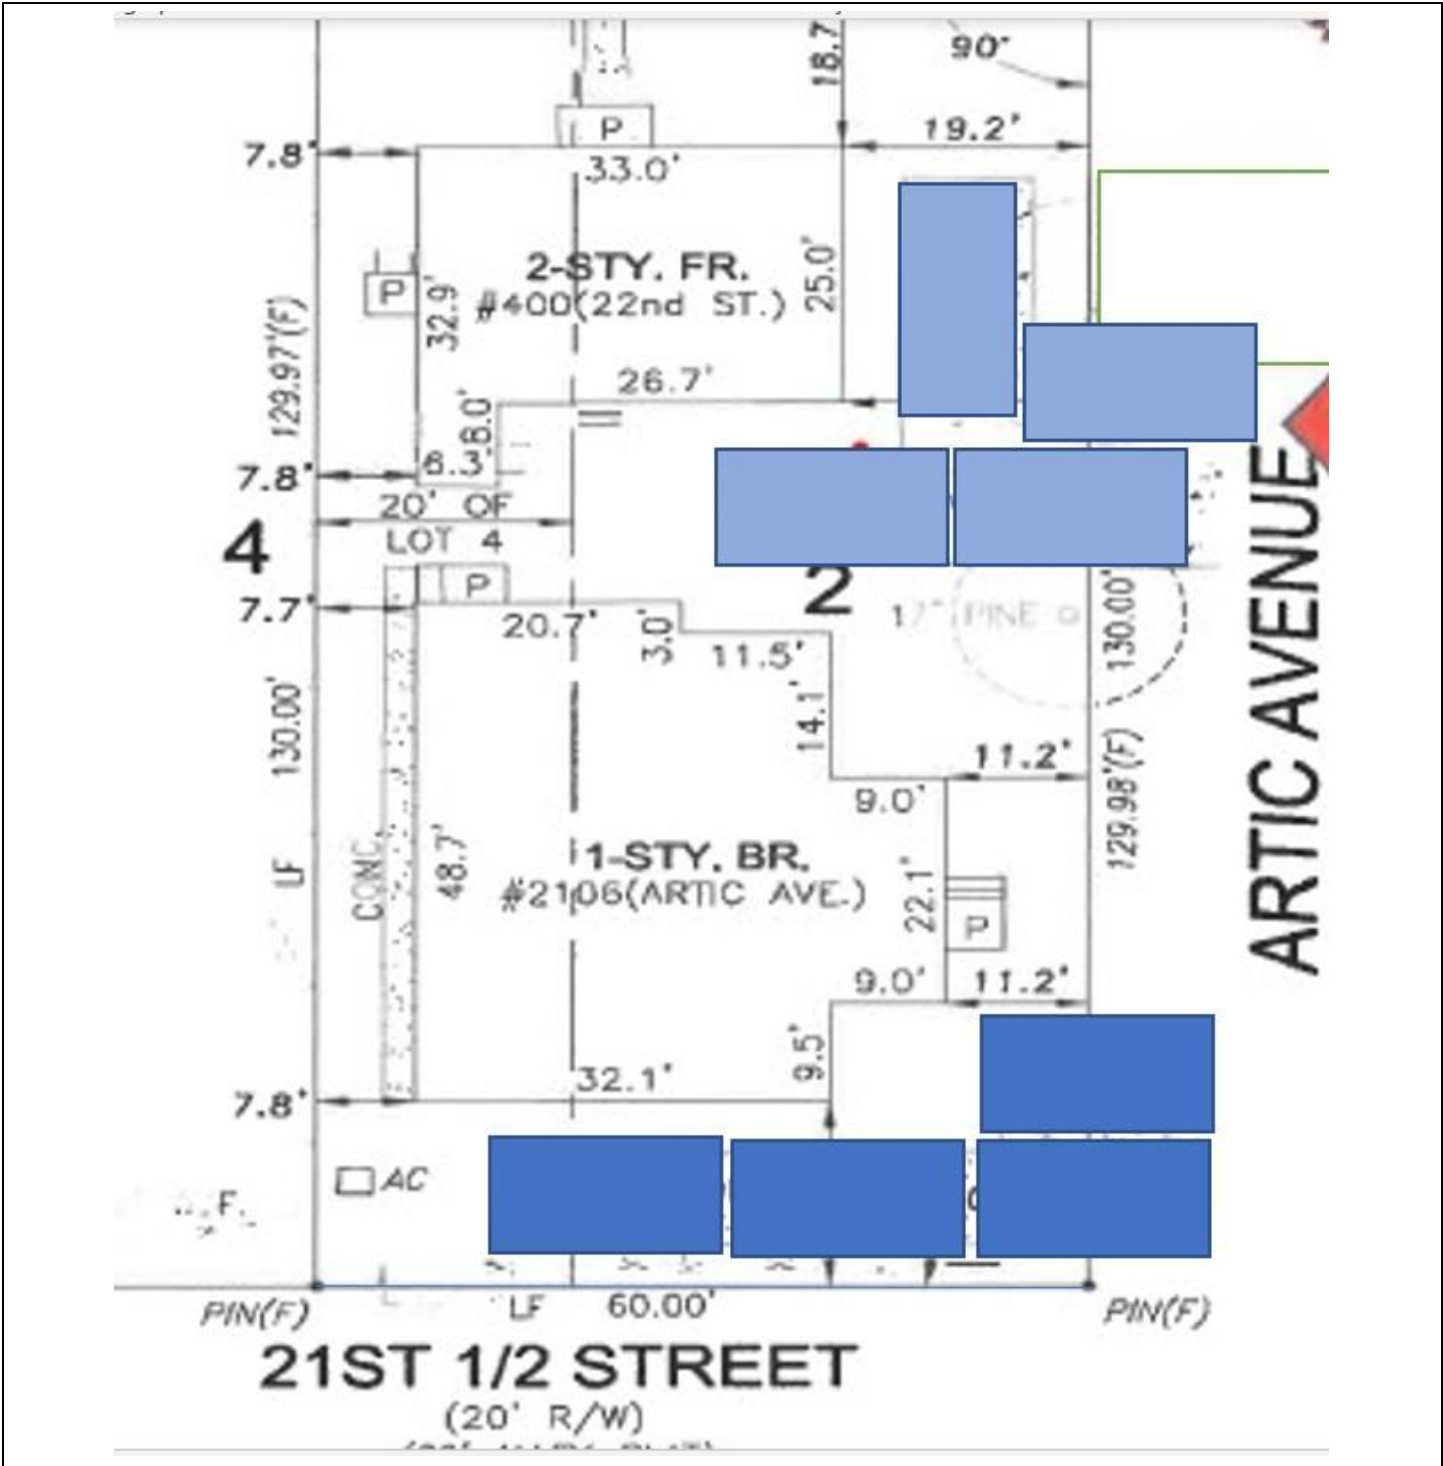 18.7
90°
P
19.2'
7.8'
33.0'
2-STY. FR.
#400(22nd ST.)
25.0'
P
32.9'
129.97'(F)
26.7'
8.0'
6.3'
7.8'
20' OF
LOT 4
4
P
7.7'
20.7'
3.0'
11.5'
2
17" PINE
130.00'
ARTIC AVENUE
14.1'
130.00'
11.2'
9.0'
129.98'(F)
LF
CONC.
48.7'
1-STY. BR.
#2106(ARTIC AVE.)
22.1'
P
9.0'
11.2'
9.5'
32.1'
7.8'
AC
F.
PIN(F)
LF
60.00'
PIN(F)
21ST 1/2 STREET
(20' R/W)